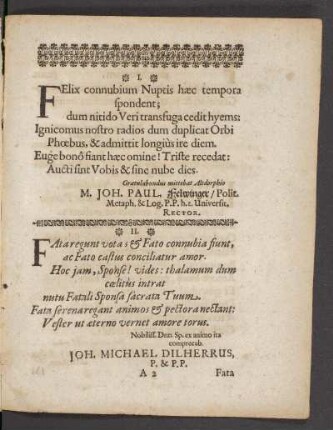 I.
FElix connubium Nuptis hæc tempora
spondent;
dum nitido Veri transfuga cedit hyems:
Ignicomus nostro radios dum duplicat Orbi
Phœbus, & admittit longiùs ire diem.
Euge bonô fiant hæc omine! Triste recedat:
Aucti sint Vobis & sine nube dies.
Gratulabundus mittebat Altdorphio
M. JOH. PAUL. Felwinger/ Polit.
Metaph. & Log. P.P. h.t. Universit.
RECTOR.
II.
FAta regunt vota: & Fato connubia fiunt,
ac Fato castus conciliatur amor.
Hoc jam, Sponse! vides: thalamum dum
cœlitùs intrat
nutu Fatali Sponsa sacrata Tuum.
Fata serena regant animos & pectora nectant:
Vester ut æterno vernet amore torus.
Nobiliss. Dnn. Sp. ex animo ita
comprecab.
JOH. MICHAEL DILHERRUS,
P. & P.P.
A 2 Fata